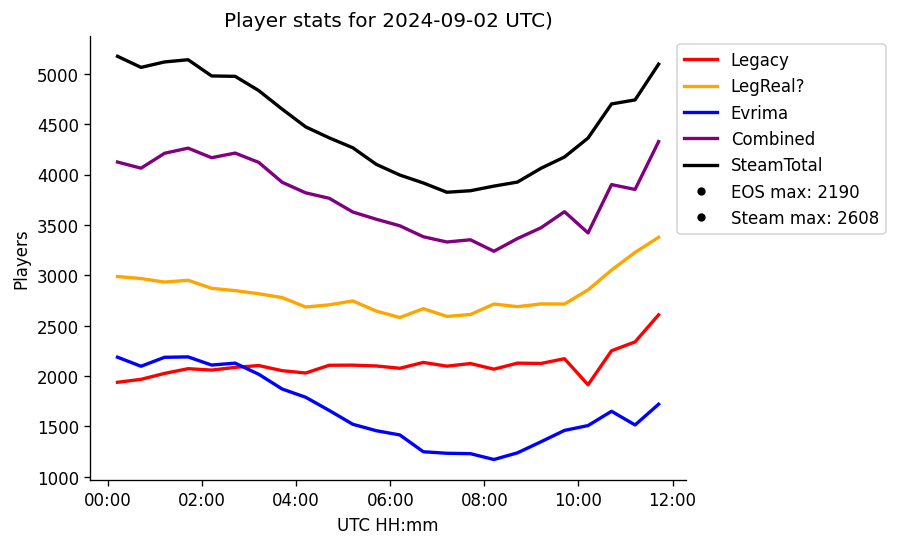 Player stats for 2024-09-02 UTC)
Players
5000
4500
4000
3500
3000
2500
2000
1500
1000
00:00
02:00
04:00
06:00
08:00
10:00
12:00
UTC HH:mm
Legacy
LegReal?
Evrima
Combined
SteamTotal
EOS max: 2190
Steam max: 2608